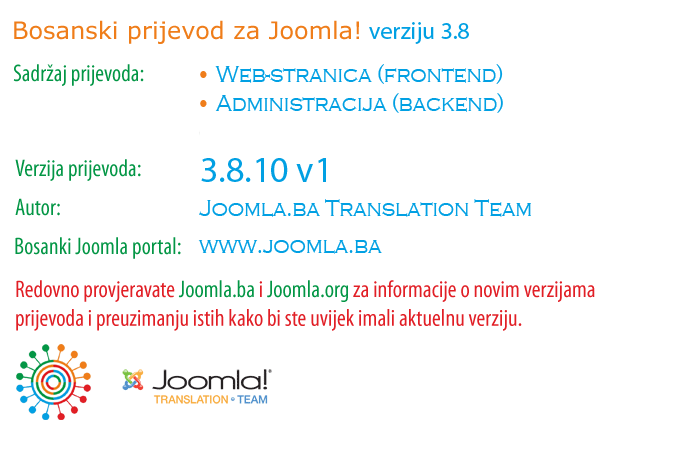 Bosanski prijevod za Joomla! verziju 3.8
Sadržaj prijevoda:
• Web-stranica (frontend)
• Administracija (backend)
Verzija prijevoda: 3.8.10 v1
Autor: Joomla.ba Translation Team
Bosanki Joomla portal: www.joomla.ba
Redovno provjeravate Joomla.ba i Joomla.org za informacije o novim verzijama
prijevoda i preuzimanju istih kako bi ste uvijek imali aktuelnu verziju.
Joomla!®
TRANSLATION • TEAM